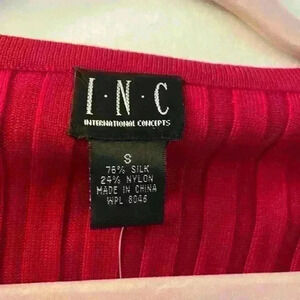 I·N·C
INTERNATIONAL CONCEPTS
S
76% SILK
24% NYLON
MADE IN CHINA
WPL 8046